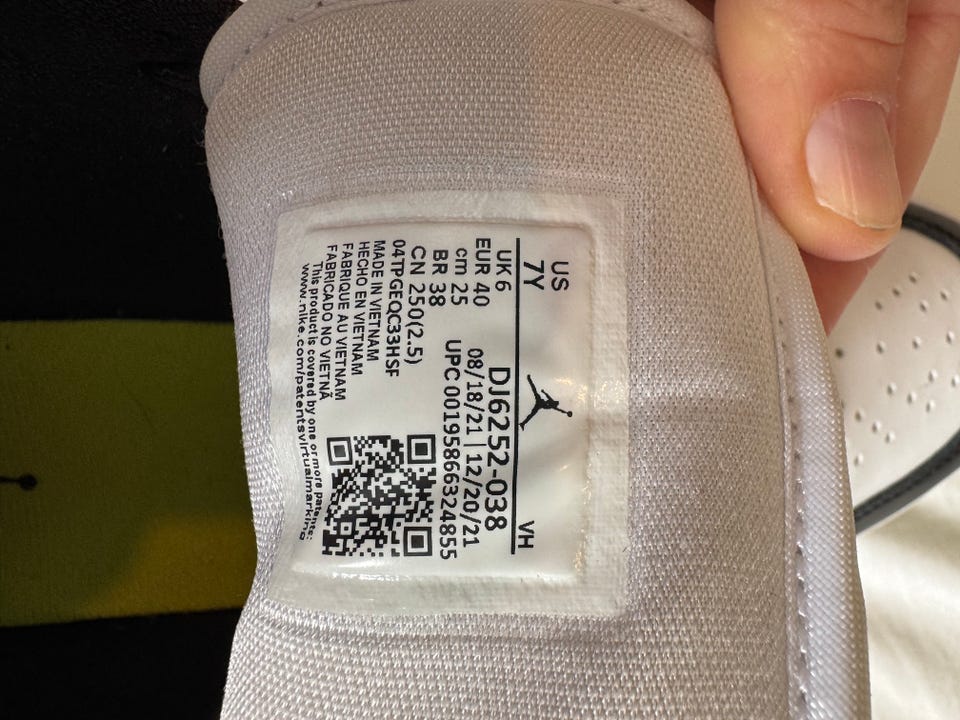 US
7Y
VH
UK 6
DJ6252-038
EUR 40
08/18/21 | 12/20/21
cm 25
UPC 00195866324855
BR 38
CN 250(2.5)
04TPGEQC33HSF
MADE IN VIETNAM
HECHO EN VIETNAM
FABRIQUE AU VIETNAM
FABRICADO NO VIETNÃ
This product is covered by one or more patents:
www.nike.com/patentsvirtualmarking